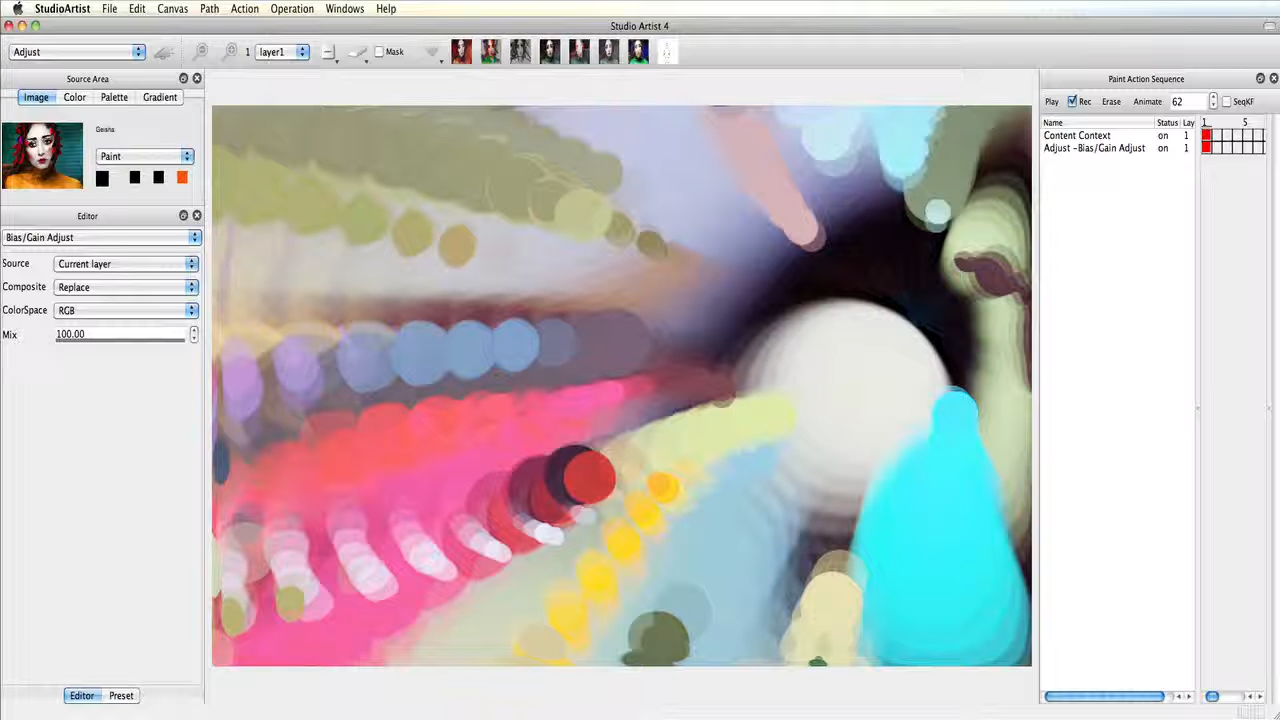 StudioArtist File Edit Canvas Path Action Operation Windows Help
Studio Artist 4
Adjust 1 layer1 Mask
Source Area
Image Color Palette Gradient
Geisha
Paint
Editor
Bias/Gain Adjust
Source Current layer
Composite Replace
ColorSpace RGB
Mix 100.00
Editor Preset
Paint Action Sequence
Play Rec Erase Animate 62 SeqKF
Name Status Lay 1 5
Content Context on 1
Adjust -Bias/Gain Adjust on 1